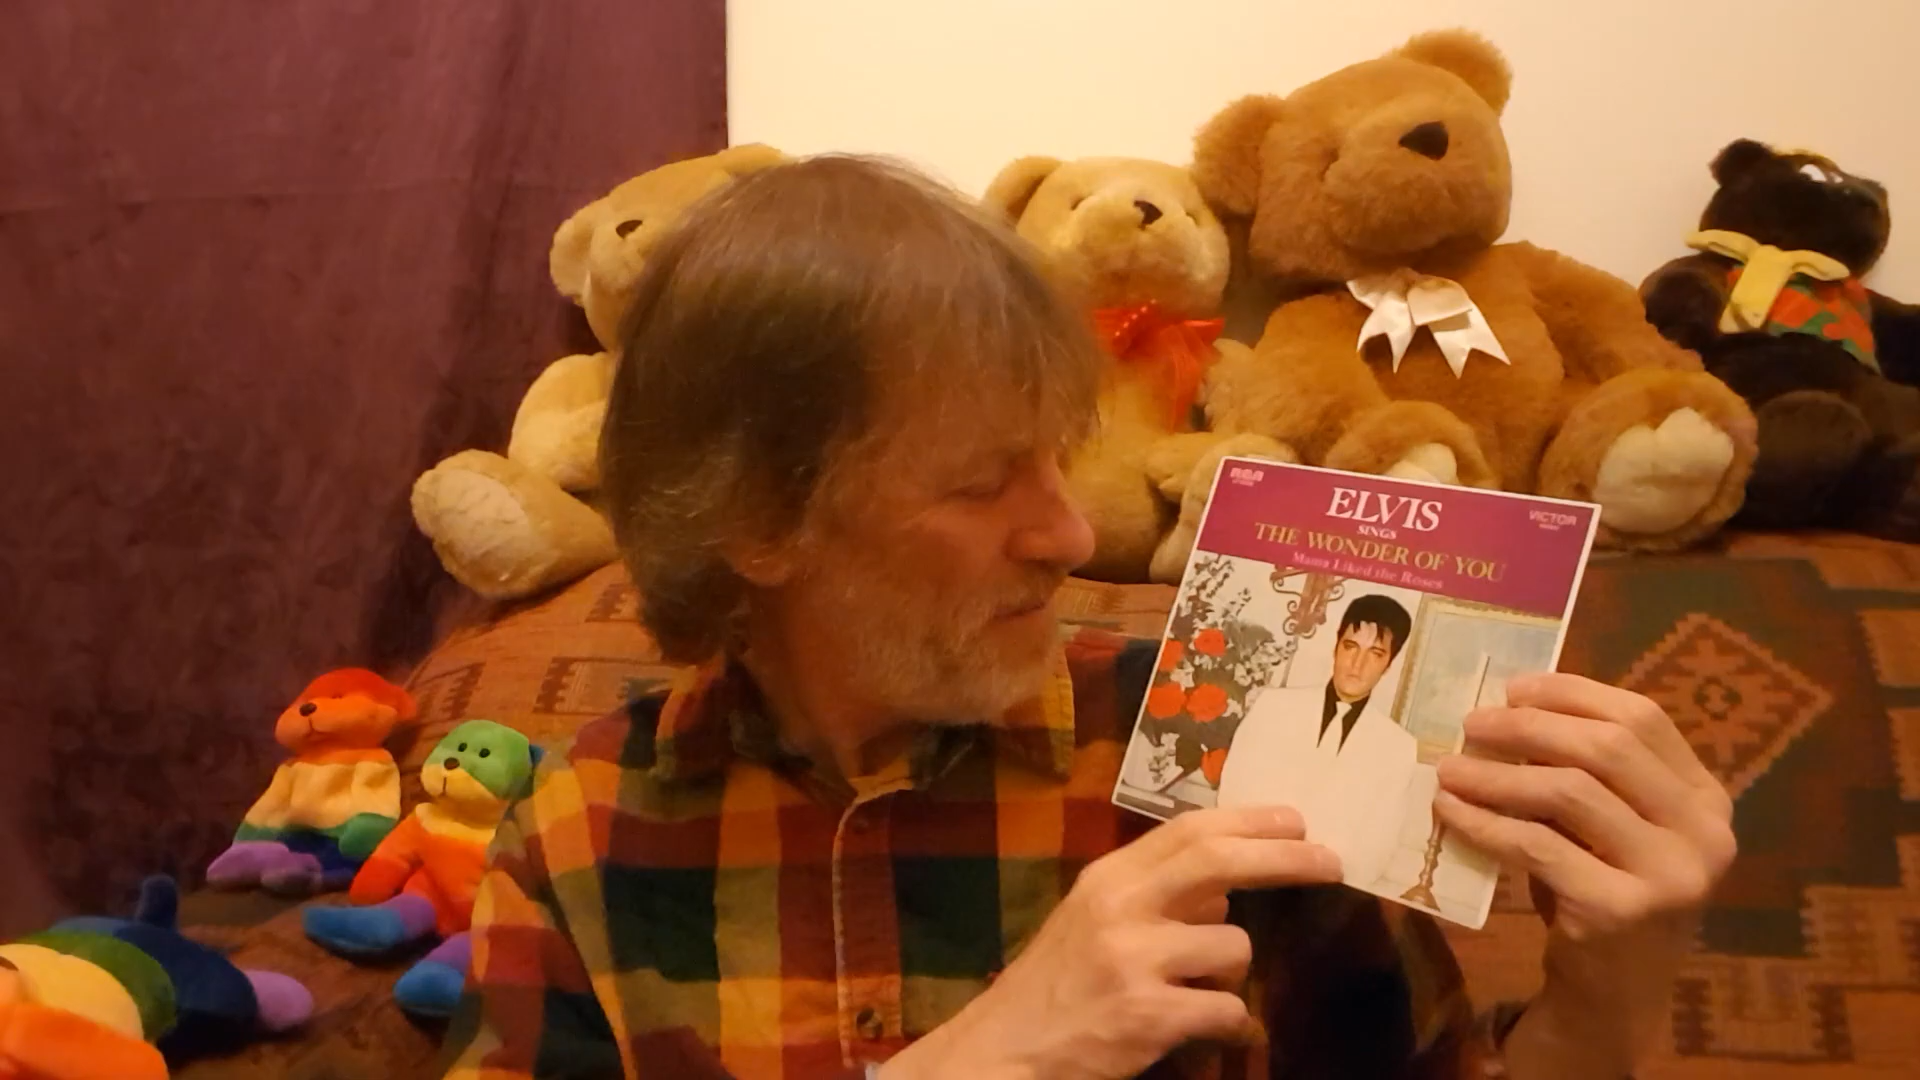 RCA
VICTOR
ELVIS
SINGS
THE WONDER OF YOU
Mama Liked the Roses